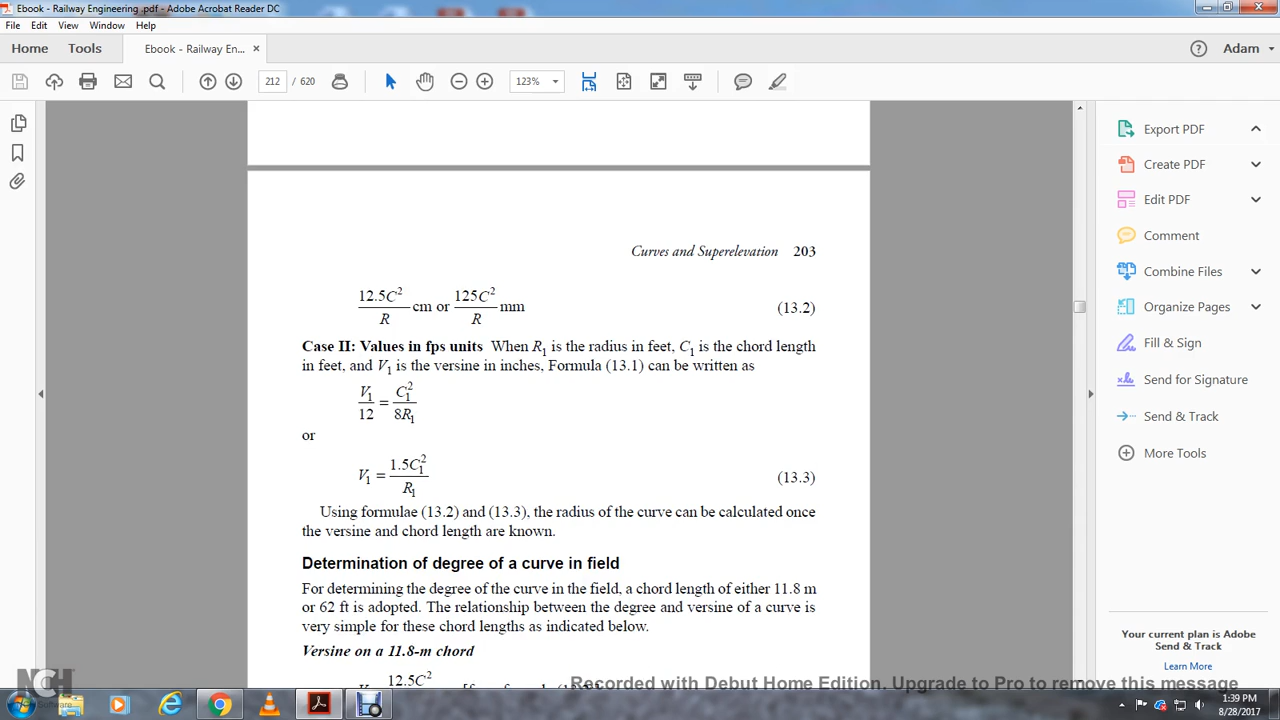 Ebook - Railway Engineering .pdf - Adobe Acrobat Reader DC
File Edit View Window Help
Home Tools Ebook - Railway En... × Adam
212 / 620 123%
Export PDF
Create PDF
Edit PDF
Comment
Combine Files
Organize Pages
Fill & Sign
Send for Signature
Send & Track
More Tools
Your current plan is Adobe
Send & Track
Learn More
Curves and Superelevation 203
12.5C²/R cm or 125C²/R mm (13.2)
Case II: Values in fps units When R₁ is the radius in feet, C₁ is the chord length
in feet, and V₁ is the versine in inches, Formula (13.1) can be written as
V₁/12 = C₁²/8R₁
or
V₁ = 1.5C₁²/R₁ (13.3)
Using formulae (13.2) and (13.3), the radius of the curve can be calculated once
the versine and chord length are known.
Determination of degree of a curve in field
For determining the degree of the curve in the field, a chord length of either 11.8 m
or 62 ft is adopted. The relationship between the degree and versine of a curve is
very simple for these chord lengths as indicated below.
Versine on a 11.8-m chord
12.5C²
NCH Software
Recorded with Debut Home Edition. Upgrade to Pro to remove this message
1:39 PM
8/28/2017